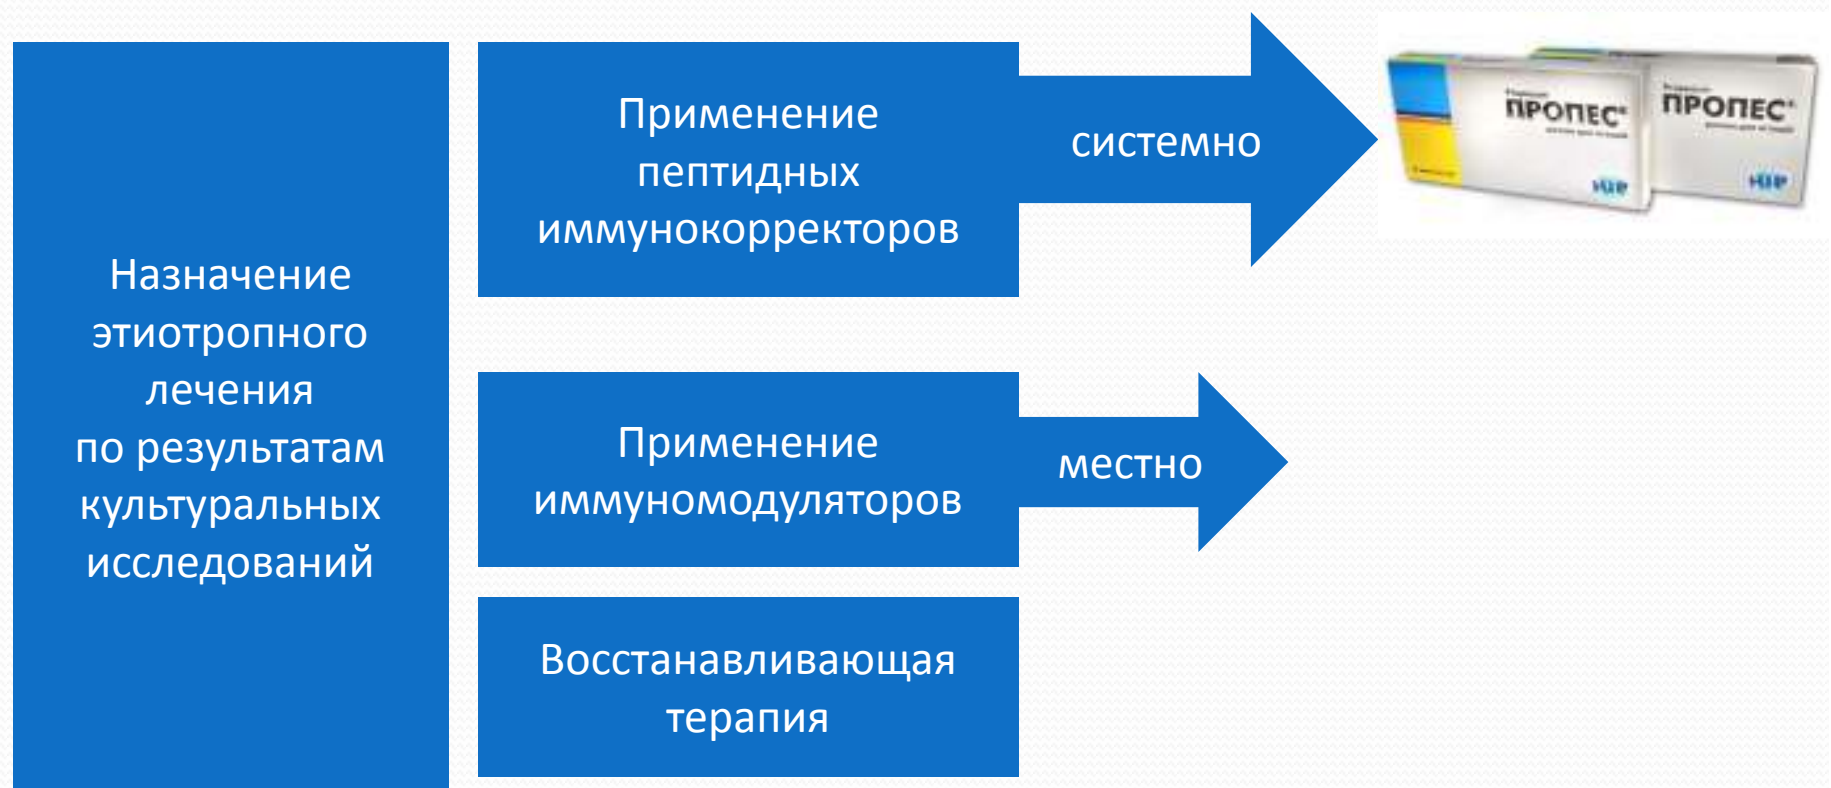 Назначение
этиотропного
лечения
по результатам
культуральных
исследований
Применение
пептидных
иммунокорректоров
системно
ПРОПЕС®
ПРОПЕС®
Применение
иммуномодуляторов
местно
Восстанавливающая
терапия